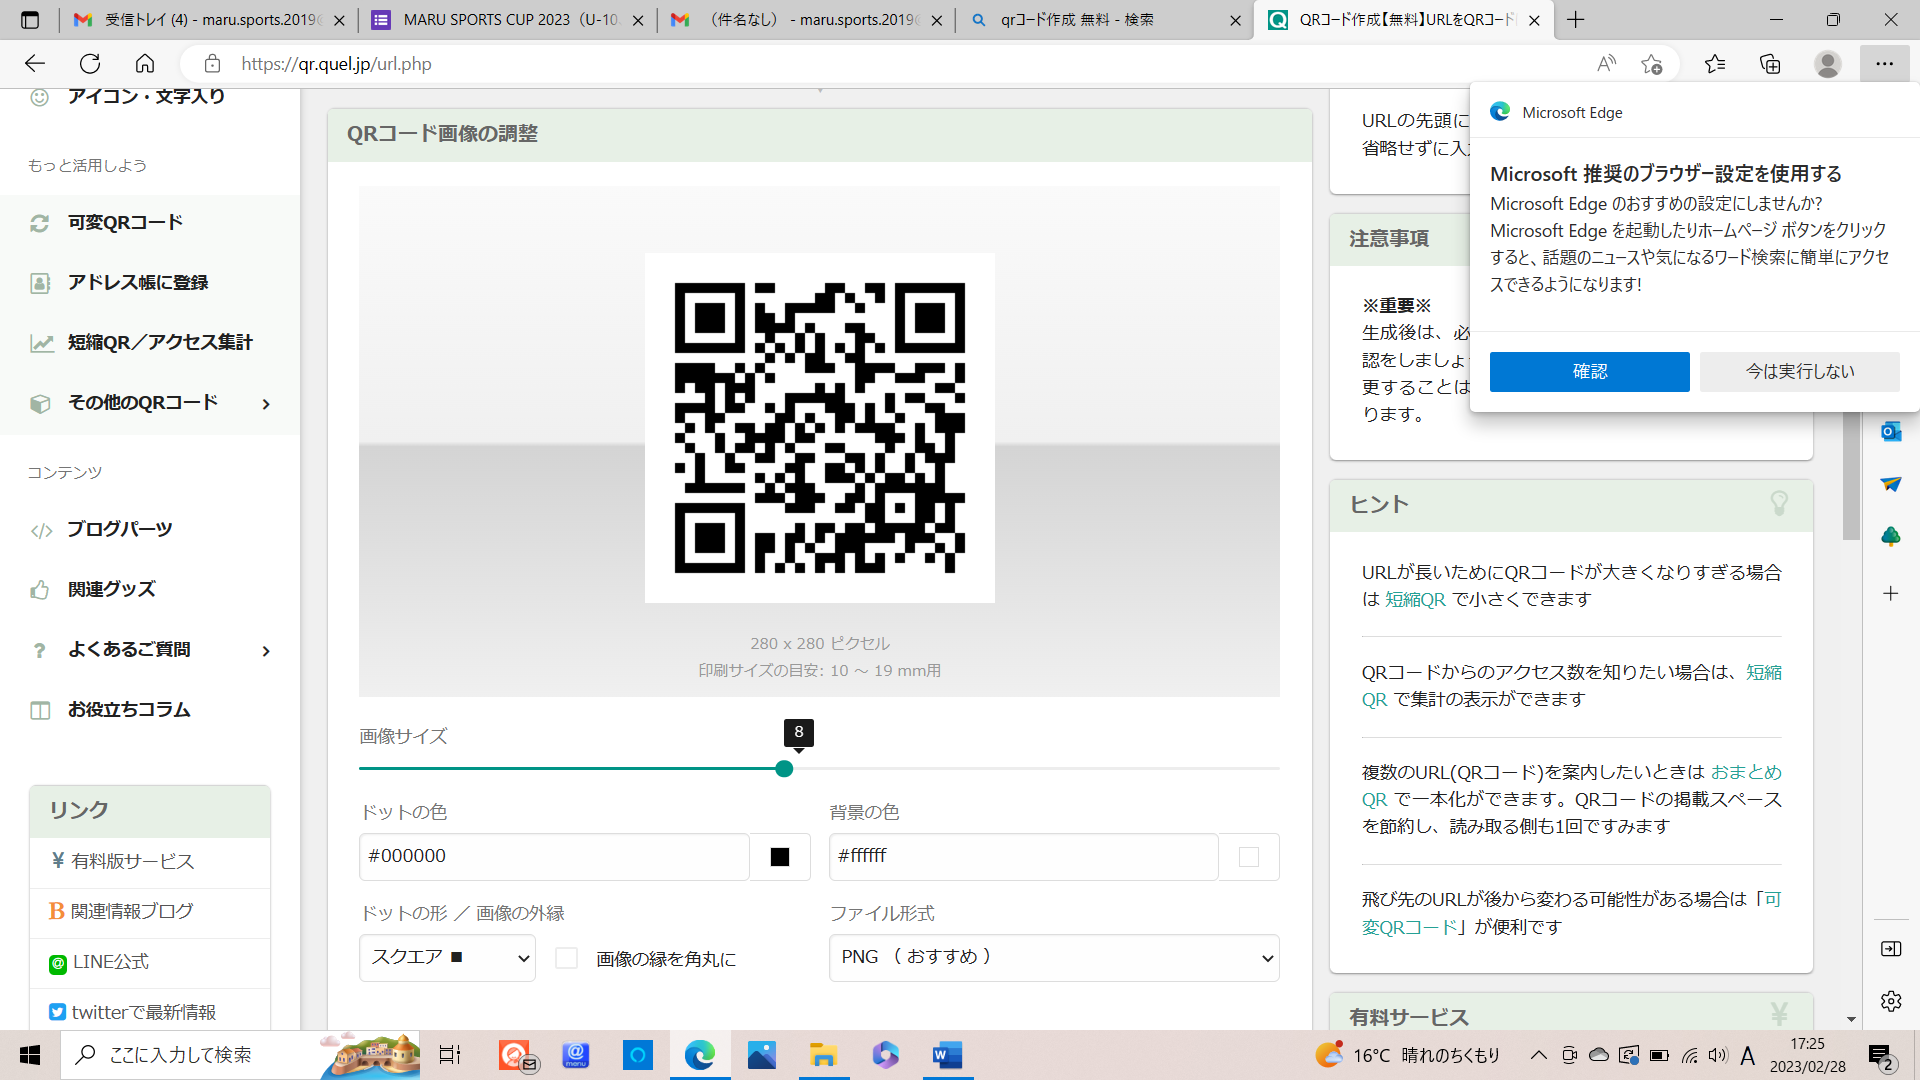 受信トレイ (4) - maru.sports.2019@
MARU SPORTS CUP 2023（U-10
（件名なし） - maru.sports.2019@
qrコード作成 無料 - 検索
QRコード作成【無料】URLをQRコード
https://qr.quel.jp/url.php
アイコン・文字入り
もっと活用しよう
可変QRコード
アドレス帳に登録
短縮QR／アクセス集計
その他のQRコード
コンテンツ
ブログパーツ
関連グッズ
よくあるご質問
お役立ちコラム
リンク
¥ 有料版サービス
B 関連情報ブログ
LINE公式
twitterで最新情報
QRコード画像の調整
280 x 280 ピクセル
印刷サイズの目安: 10 ～ 19 mm用
画像サイズ
8
ドットの色
背景の色
#000000
#ffffff
ドットの形 ／ 画像の外縁
ファイル形式
スクエア ■
画像の縁を角丸に
PNG （ おすすめ ）
URLの先頭に
省略せずに入
注意事項
※重要※
生成後は、必
認をしましょ
更することは
ります。
ヒント
URLが長いためにQRコードが大きくなりすぎる場合
は 短縮QR で小さくできます
QRコードからのアクセス数を知りたい場合は、短縮
QR で集計の表示ができます
複数のURL(QRコード)を案内したいときは おまとめ
QR で一本化ができます。QRコードの掲載スペース
を節約し、読み取る側も1回ですみます
飛び先のURLが後から変わる可能性がある場合は「可
変QRコード」が便利です
有料サービス
¥
Microsoft Edge
Microsoft 推奨のブラウザー設定を使用する
Microsoft Edge のおすすめの設定にしませんか?
Microsoft Edge を起動したりホームページ ボタンをクリック
すると、話題のニュースや気になるワード検索に簡単にアクセ
スできるようになります!
確認
今は実行しない
ここに入力して検索
16°C 晴れのちくもり
A
17:25
2023/02/28
2